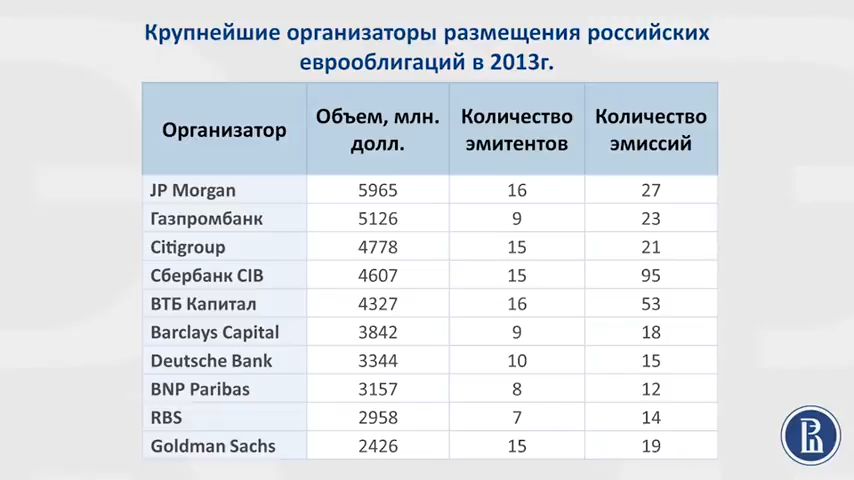 Крупнейшие организаторы размещения российских
еврооблигаций в 2013г.
Организатор Объем, млн. долл. Количество эмитентов Количество эмиссий
JP Morgan 5965 16 27
Газпромбанк 5126 9 23
Citigroup 4778 15 21
Сбербанк CIB 4607 15 95
ВТБ Капитал 4327 16 53
Barclays Capital 3842 9 18
Deutsche Bank 3344 10 15
BNP Paribas 3157 8 12
RBS 2958 7 14
Goldman Sachs 2426 15 19